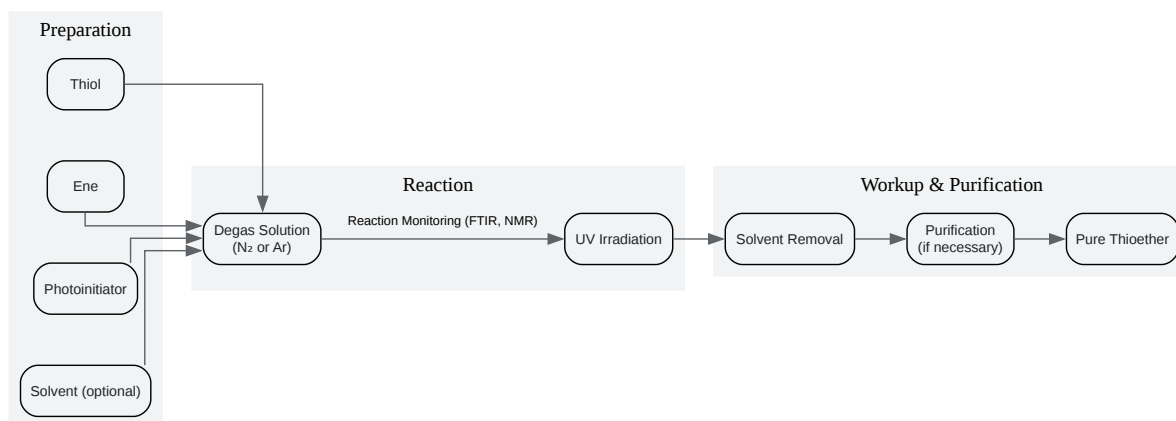 Preparation
Thiol
Ene
Photoinitiator
Solvent (optional)
Reaction
Degas Solution
(N₂ or Ar)
Reaction Monitoring (FTIR, NMR)
UV Irradiation
Workup & Purification
Solvent Removal
Purification
(if necessary)
Pure Thioether